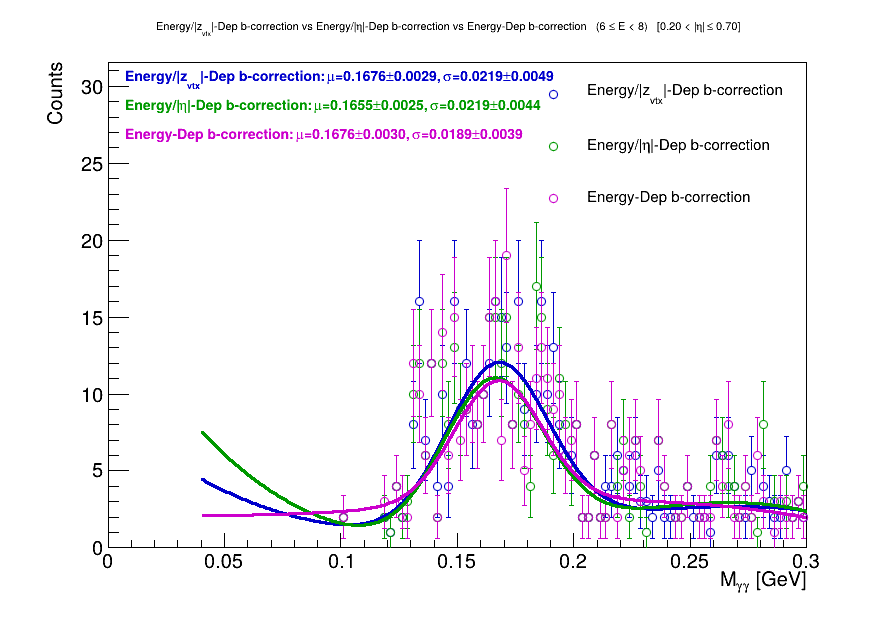 Energy/|z_vtx|-Dep b-correction vs Energy/|η|-Dep b-correction vs Energy-Dep b-correction (6 ≤ E < 8) [0.20 < |η| ≤ 0.70]
Counts
Energy/|z_vtx|-Dep b-correction: μ=0.1676±0.0029, σ=0.0219±0.0049
Energy/|η|-Dep b-correction: μ=0.1655±0.0025, σ=0.0219±0.0044
Energy-Dep b-correction: μ=0.1676±0.0030, σ=0.0189±0.0039
Energy/|z_vtx|-Dep b-correction
Energy/|η|-Dep b-correction
Energy-Dep b-correction
30
25
20
15
10
5
0
0 0.05 0.1 0.15 0.2 0.25 0.3
M_γγ [GeV]